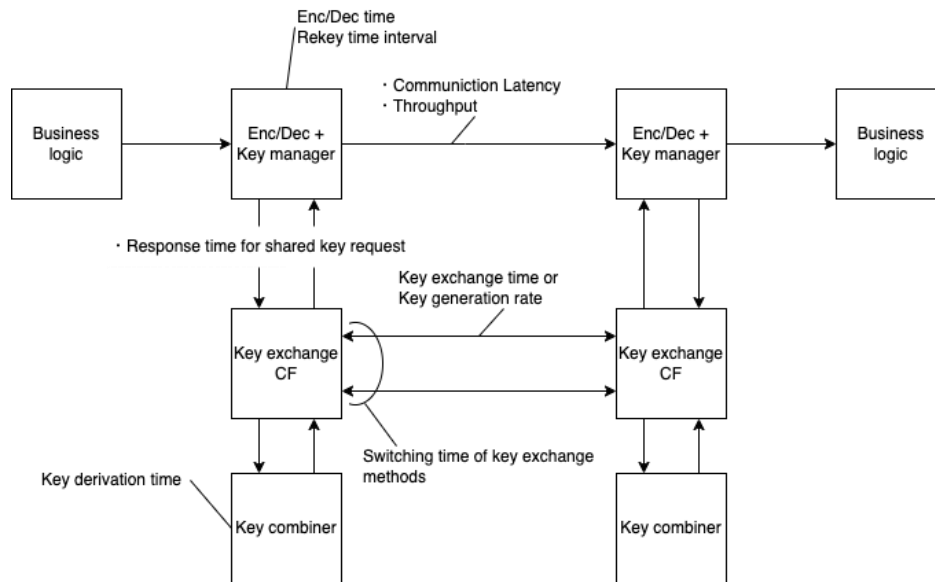 Enc/Dec time
Rekey time interval
・Communiction Latency
・Throughput
Business
logic
Enc/Dec +
Key manager
Enc/Dec +
Key manager
Business
logic
・Response time for shared key request
Key exchange time or
Key generation rate
Key exchange
CF
Key exchange
CF
Switching time of key exchange
methods
Key derivation time
Key combiner
Key combiner